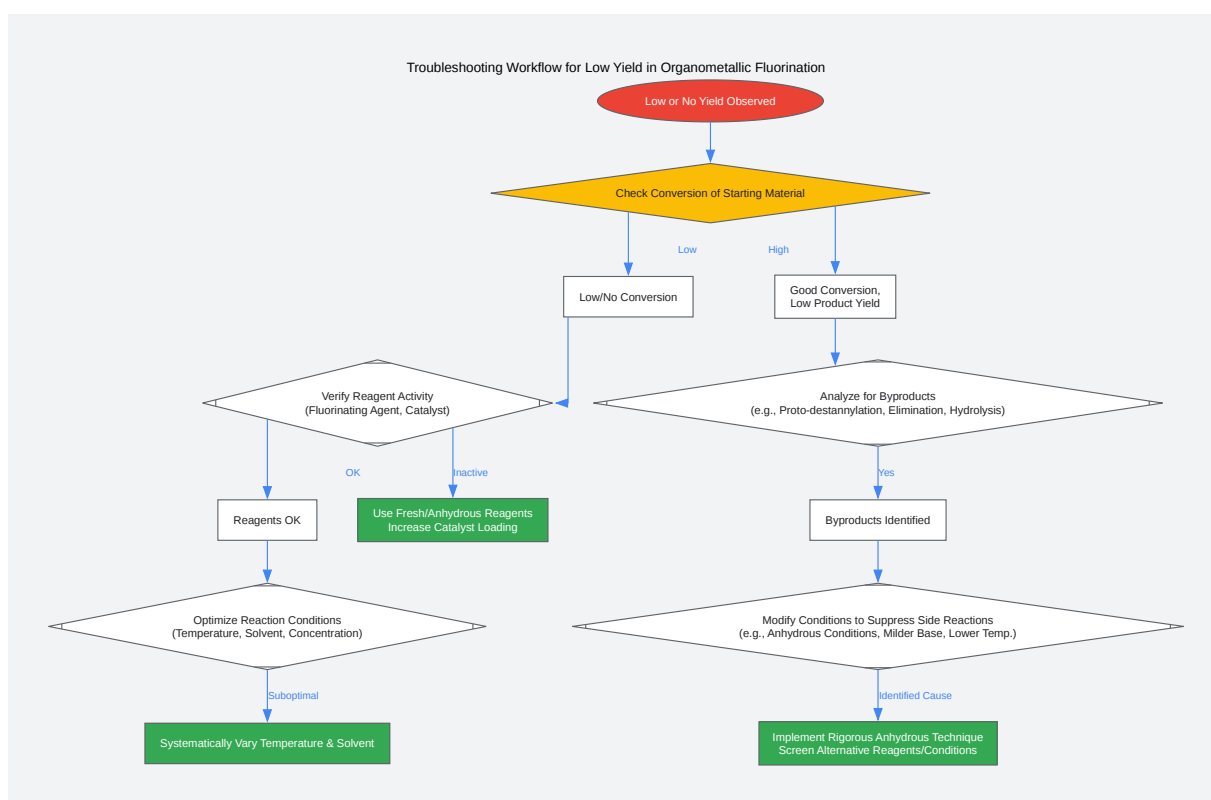 Troubleshooting Workflow for Low Yield in Organometallic Fluorination
Low or No Yield Observed
Check Conversion of Starting Material
Low
High
Low/No Conversion
Good Conversion,
Low Product Yield
Verify Reagent Activity
(Fluorinating Agent, Catalyst)
Analyze for Byproducts
(e.g., Proto-destannylation, Elimination, Hydrolysis)
OK
Inactive
Yes
Reagents OK
Use Fresh/Anhydrous Reagents
Increase Catalyst Loading
Byproducts Identified
Optimize Reaction Conditions
(Temperature, Solvent, Concentration)
Modify Conditions to Suppress Side Reactions
(e.g., Anhydrous Conditions, Milder Base, Lower Temp.)
Suboptimal
Identified Cause
Systematically Vary Temperature & Solvent
Implement Rigorous Anhydrous Technique
Screen Alternative Reagents/Conditions